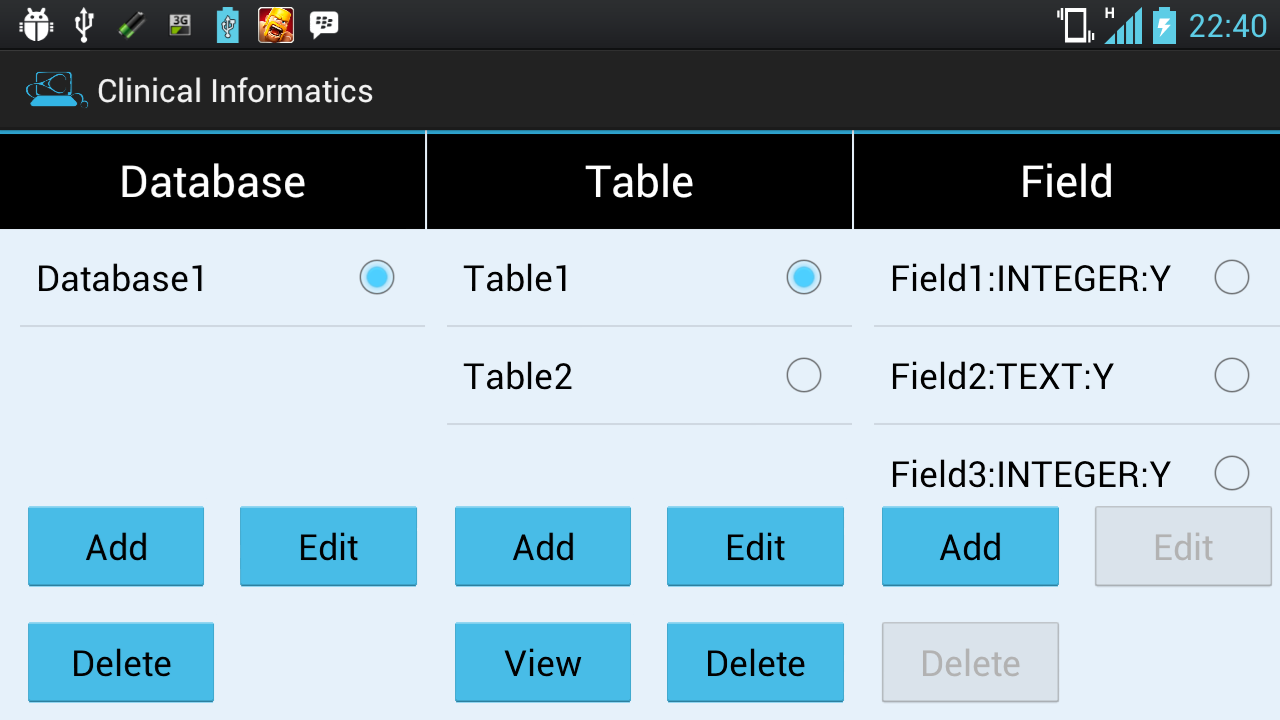 3G H 22:40
Clinical Informatics
Database Table Field
Database1 Table1 Field1:INTEGER:Y
Table2 Field2:TEXT:Y
Field3:INTEGER:Y
Add Edit Add Edit Add Edit
Delete View Delete Delete